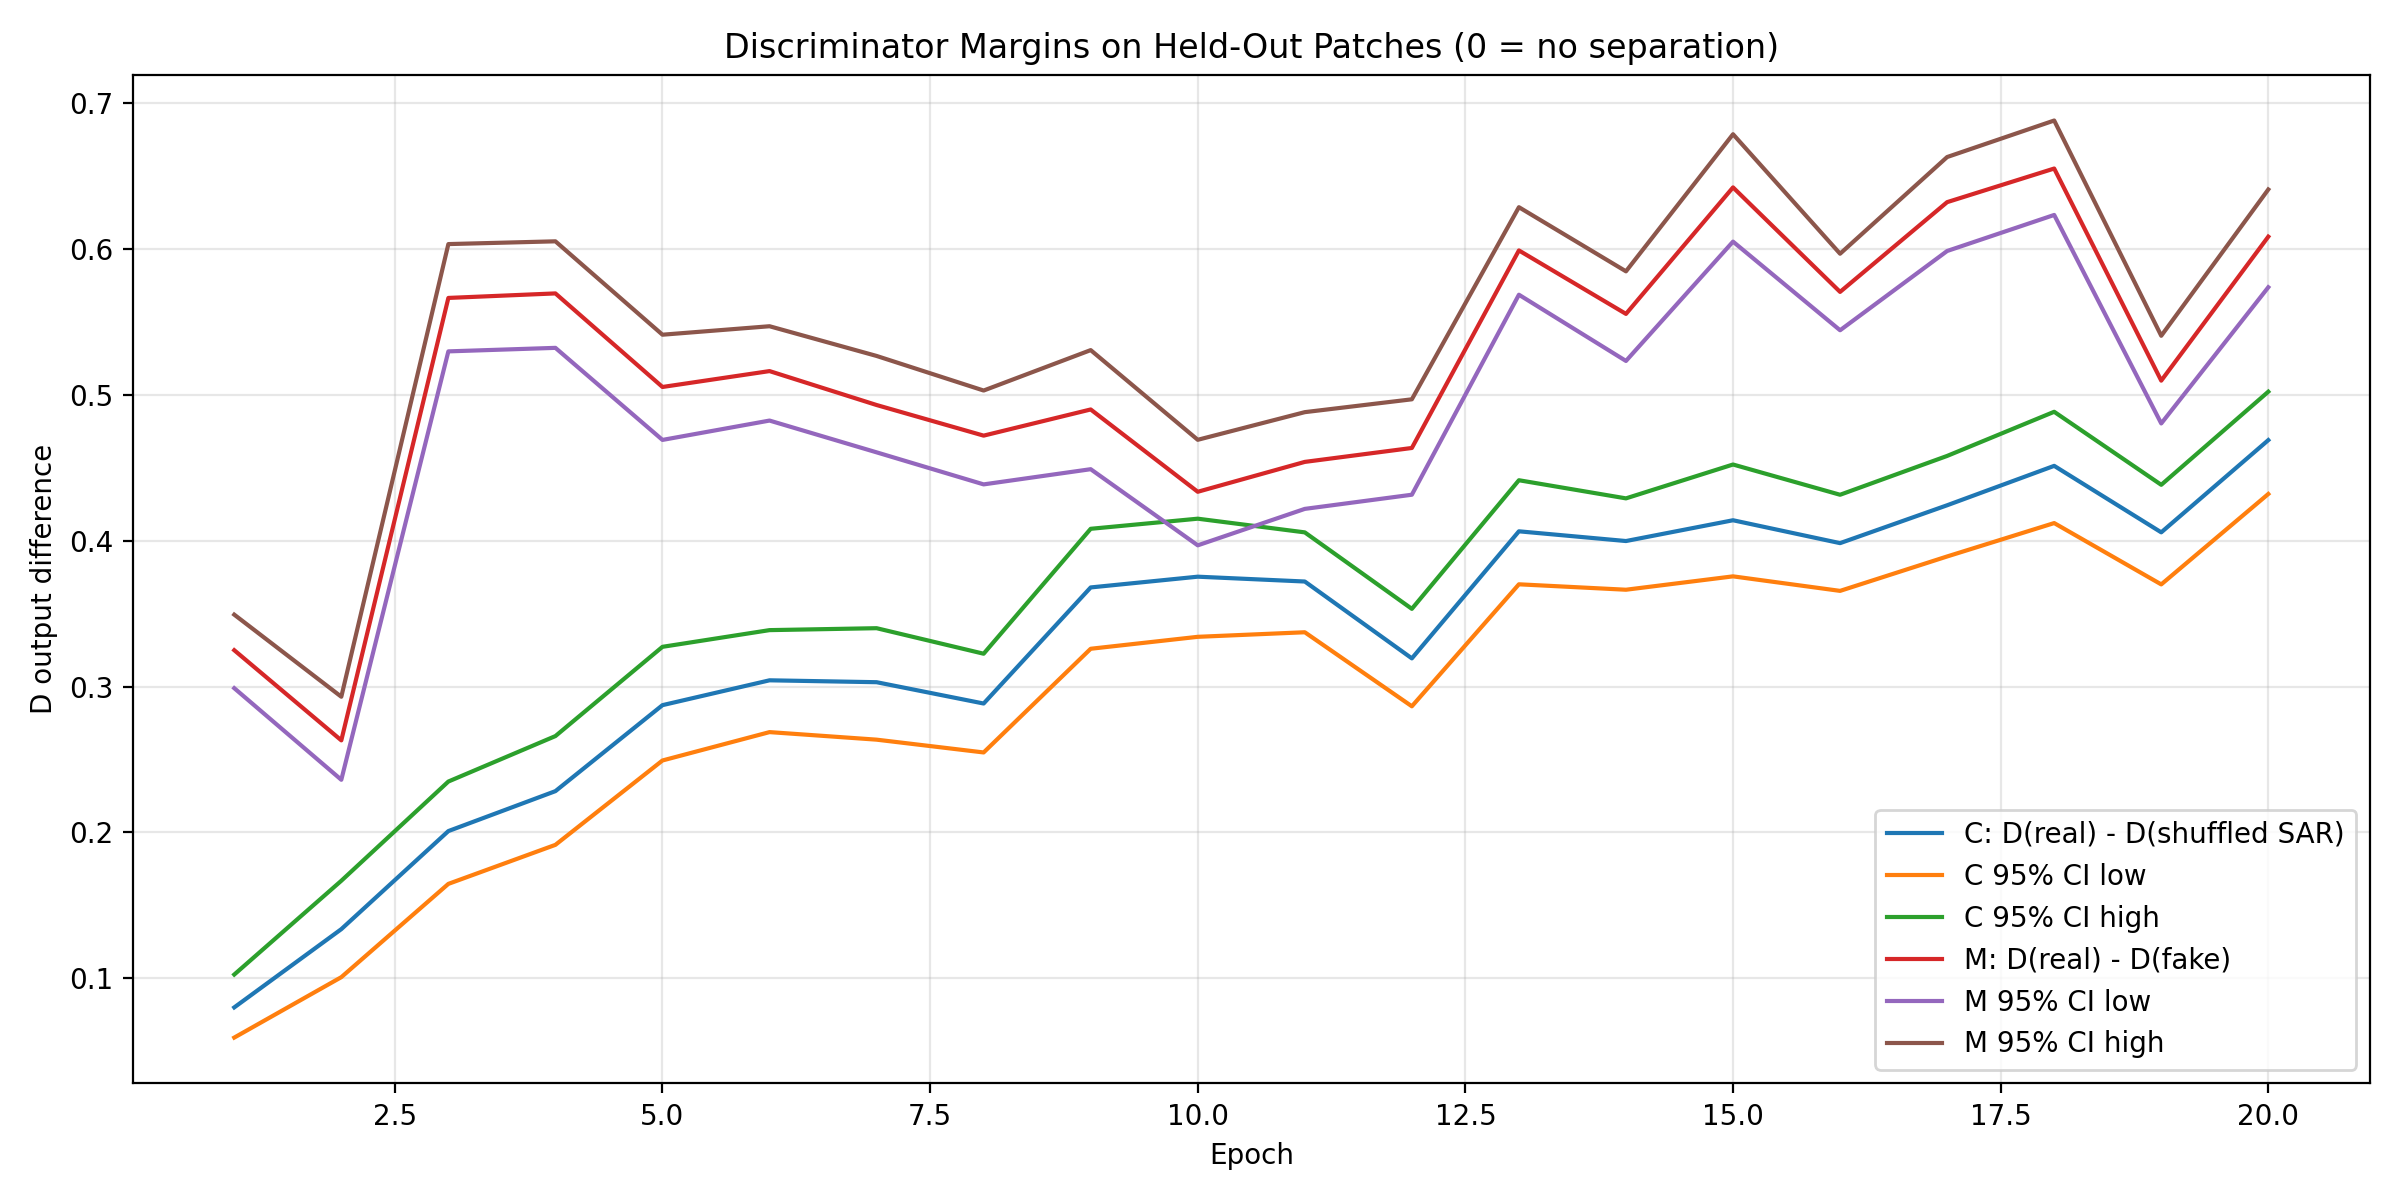 Discriminator Margins on Held-Out Patches (0 = no separation)
D output difference
0.7
0.6
0.5
0.4
0.3
0.2
0.1
C: D(real) - D(shuffled SAR)
C 95% CI low
C 95% CI high
M: D(real) - D(fake)
M 95% CI low
M 95% CI high
2.5 5.0 7.5 10.0 12.5 15.0 17.5 20.0
Epoch